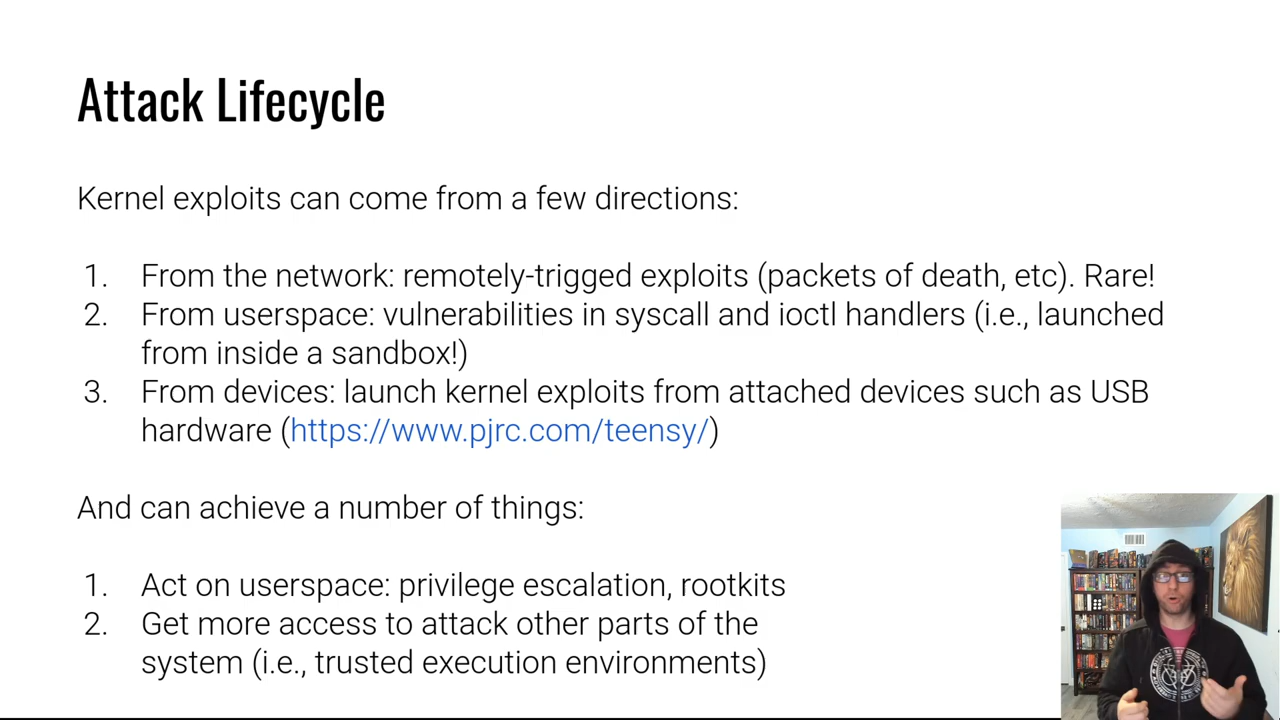 Attack Lifecycle
Kernel exploits can come from a few directions:
1. From the network: remotely-trigged exploits (packets of death, etc). Rare!
2. From userspace: vulnerabilities in syscall and ioctl handlers (i.e., launched
from inside a sandbox!)
3. From devices: launch kernel exploits from attached devices such as USB
hardware (https://www.pjrc.com/teensy/)
And can achieve a number of things:
1. Act on userspace: privilege escalation, rootkits
2. Get more access to attack other parts of the
system (i.e., trusted execution environments)